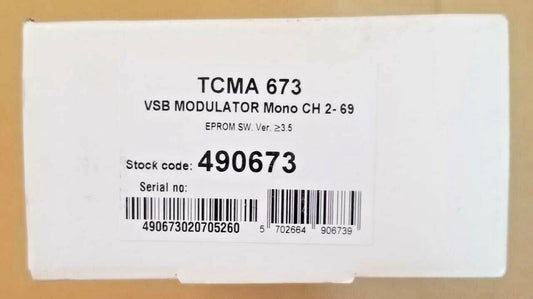 TCMA 673
VSB MODULATOR Mono CH 2- 69
EPROM SW. Ver. ≥3.5
Stock code: 490673
Serial no:
490673020705260
5 702664 906739